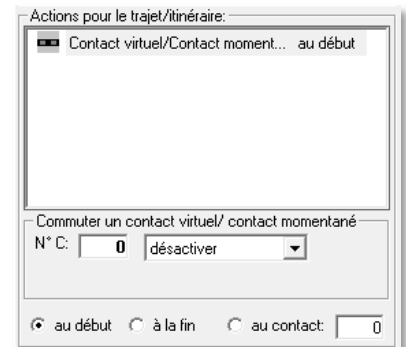 Actions pour le trajet/itinéraire:
Contact virtuel/Contact moment... au début
Commuter un contact virtuel/ contact momentané
N° C: 0 désactiver
au début à la fin au contact: 0